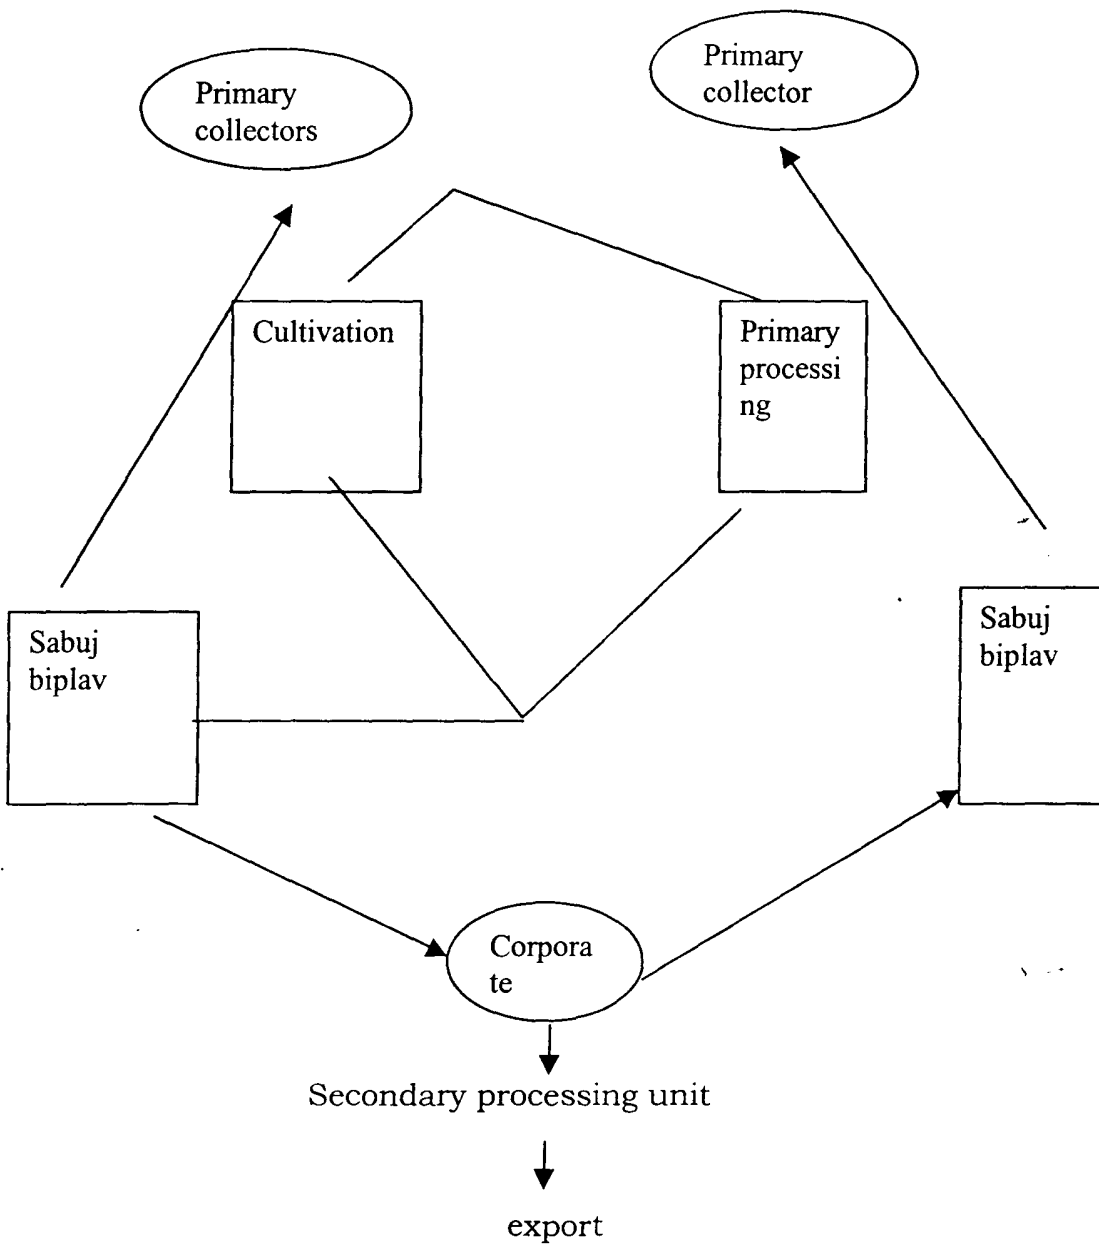 Primary
collectors
Primary
collector
Cultivation
Primary
processi
ng
Sabuj
biplav
Sabuj
biplav
Corpora
te
Secondary processing unit
export